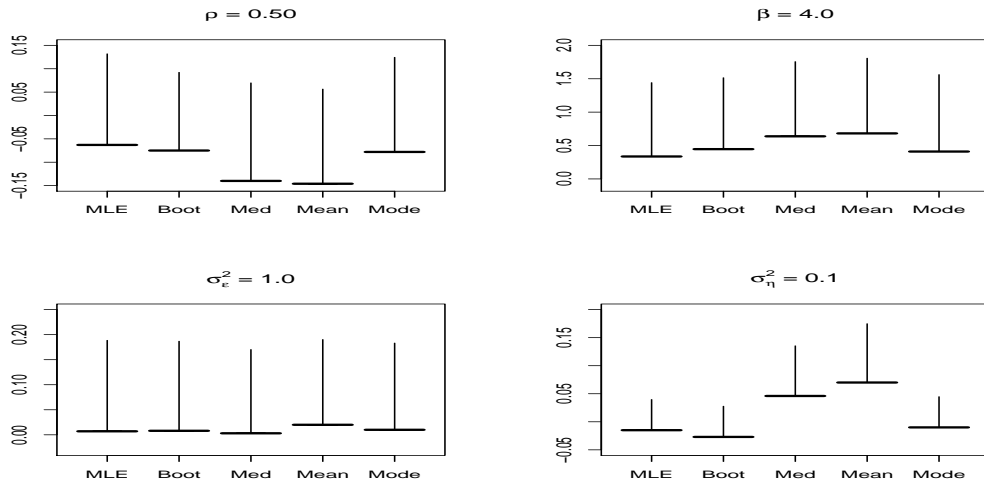 ρ = 0.50
0.15
0.05
−0.05
−0.15
MLE Boot Med Mean Mode
β = 4.0
2.0
1.5
1.0
0.5
0.0
MLE Boot Med Mean Mode
σ²ε = 1.0
0.20
0.10
0.00
MLE Boot Med Mean Mode
σ²η = 0.1
0.15
0.05
−0.05
MLE Boot Med Mean Mode